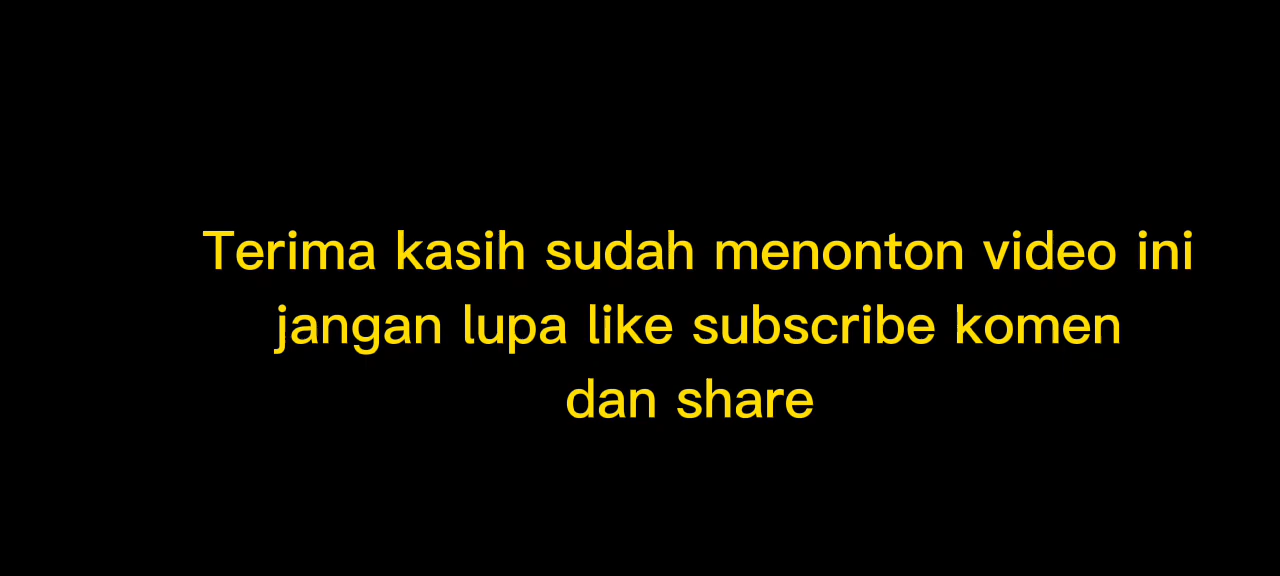 Terima kasih sudah menonton video ini
jangan lupa like subscribe komen
dan share